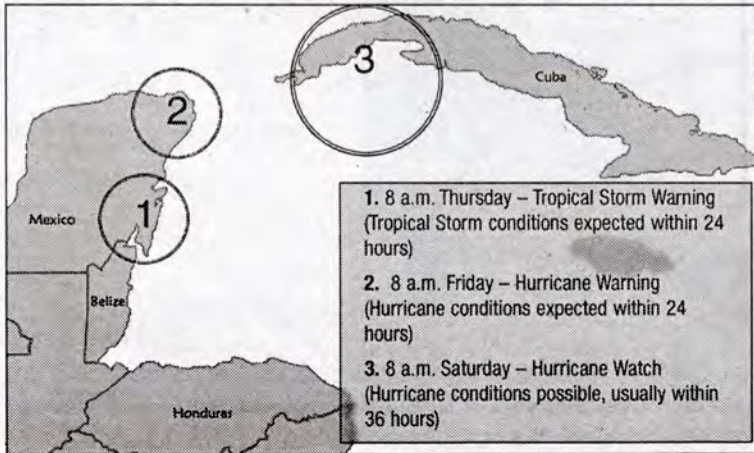 3
Cuba
2
Mexico
1
Belize
Honduras
1. 8 a.m. Thursday – Tropical Storm Warning
(Tropical Storm conditions expected within 24
hours)
2. 8 a.m. Friday – Hurricane Warning
(Hurricane conditions expected within 24
hours)
3. 8 a.m. Saturday – Hurricane Watch
(Hurricane conditions possible, usually within
36 hours)